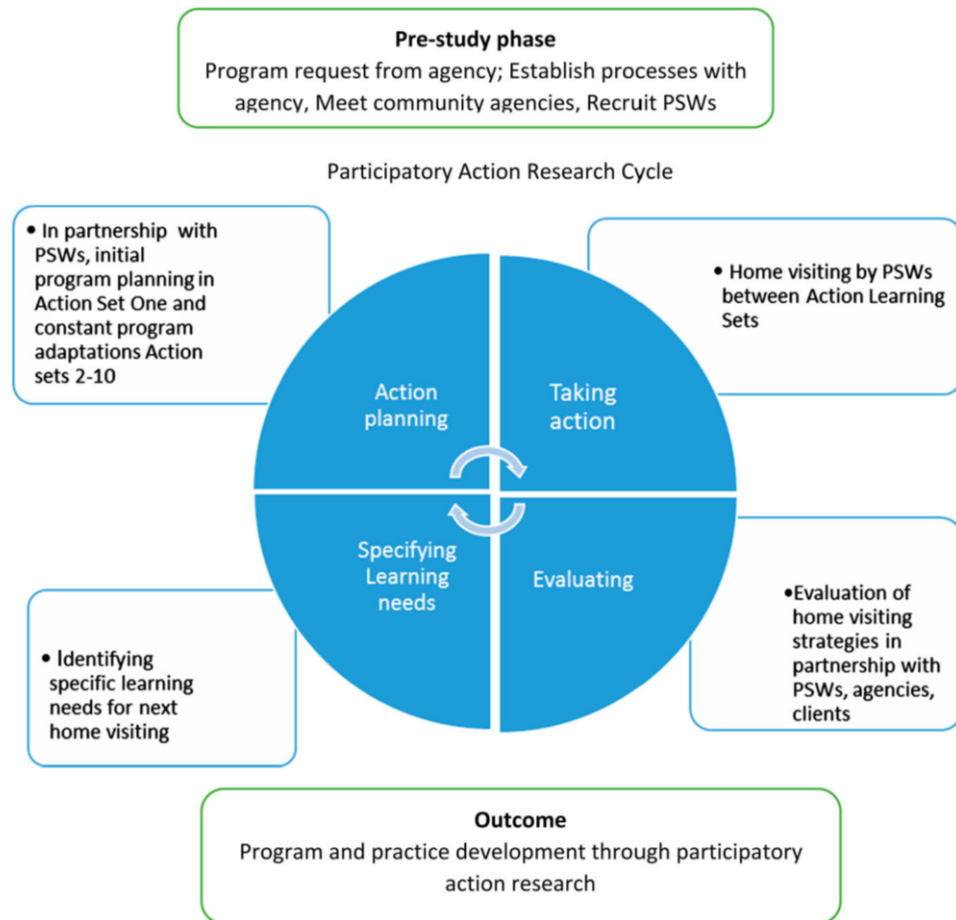 Pre-study phase
Program request from agency; Establish processes with
agency, Meet community agencies, Recruit PSWs
Participatory Action Research Cycle
• In partnership with
PSWs, initial
program planning in
Action Set One and
constant program
adaptations Action
sets 2-10
• Home visiting by PSWs
between Action Learning
Sets
Action
planning
Taking
action
Specifying
Learning
needs
Evaluating
• Identifying
specific learning
needs for next
home visiting
•Evaluation of
home visiting
strategies in
partnership with
PSWs, agencies,
clients
Outcome
Program and practice development through participatory
action research